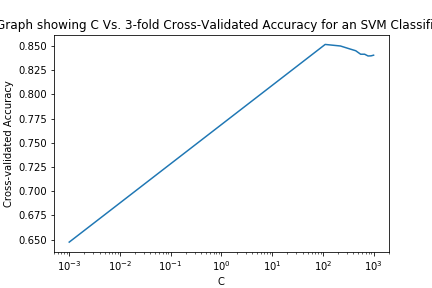 Graph showing C Vs. 3-fold Cross-Validated Accuracy for an SVM Classifi
0.850
0.825
0.800
0.775
0.750
0.725
0.700
0.675
0.650
Cross-validated Accuracy
10⁻³ 10⁻² 10⁻¹ 10⁰ 10¹ 10² 10³
C